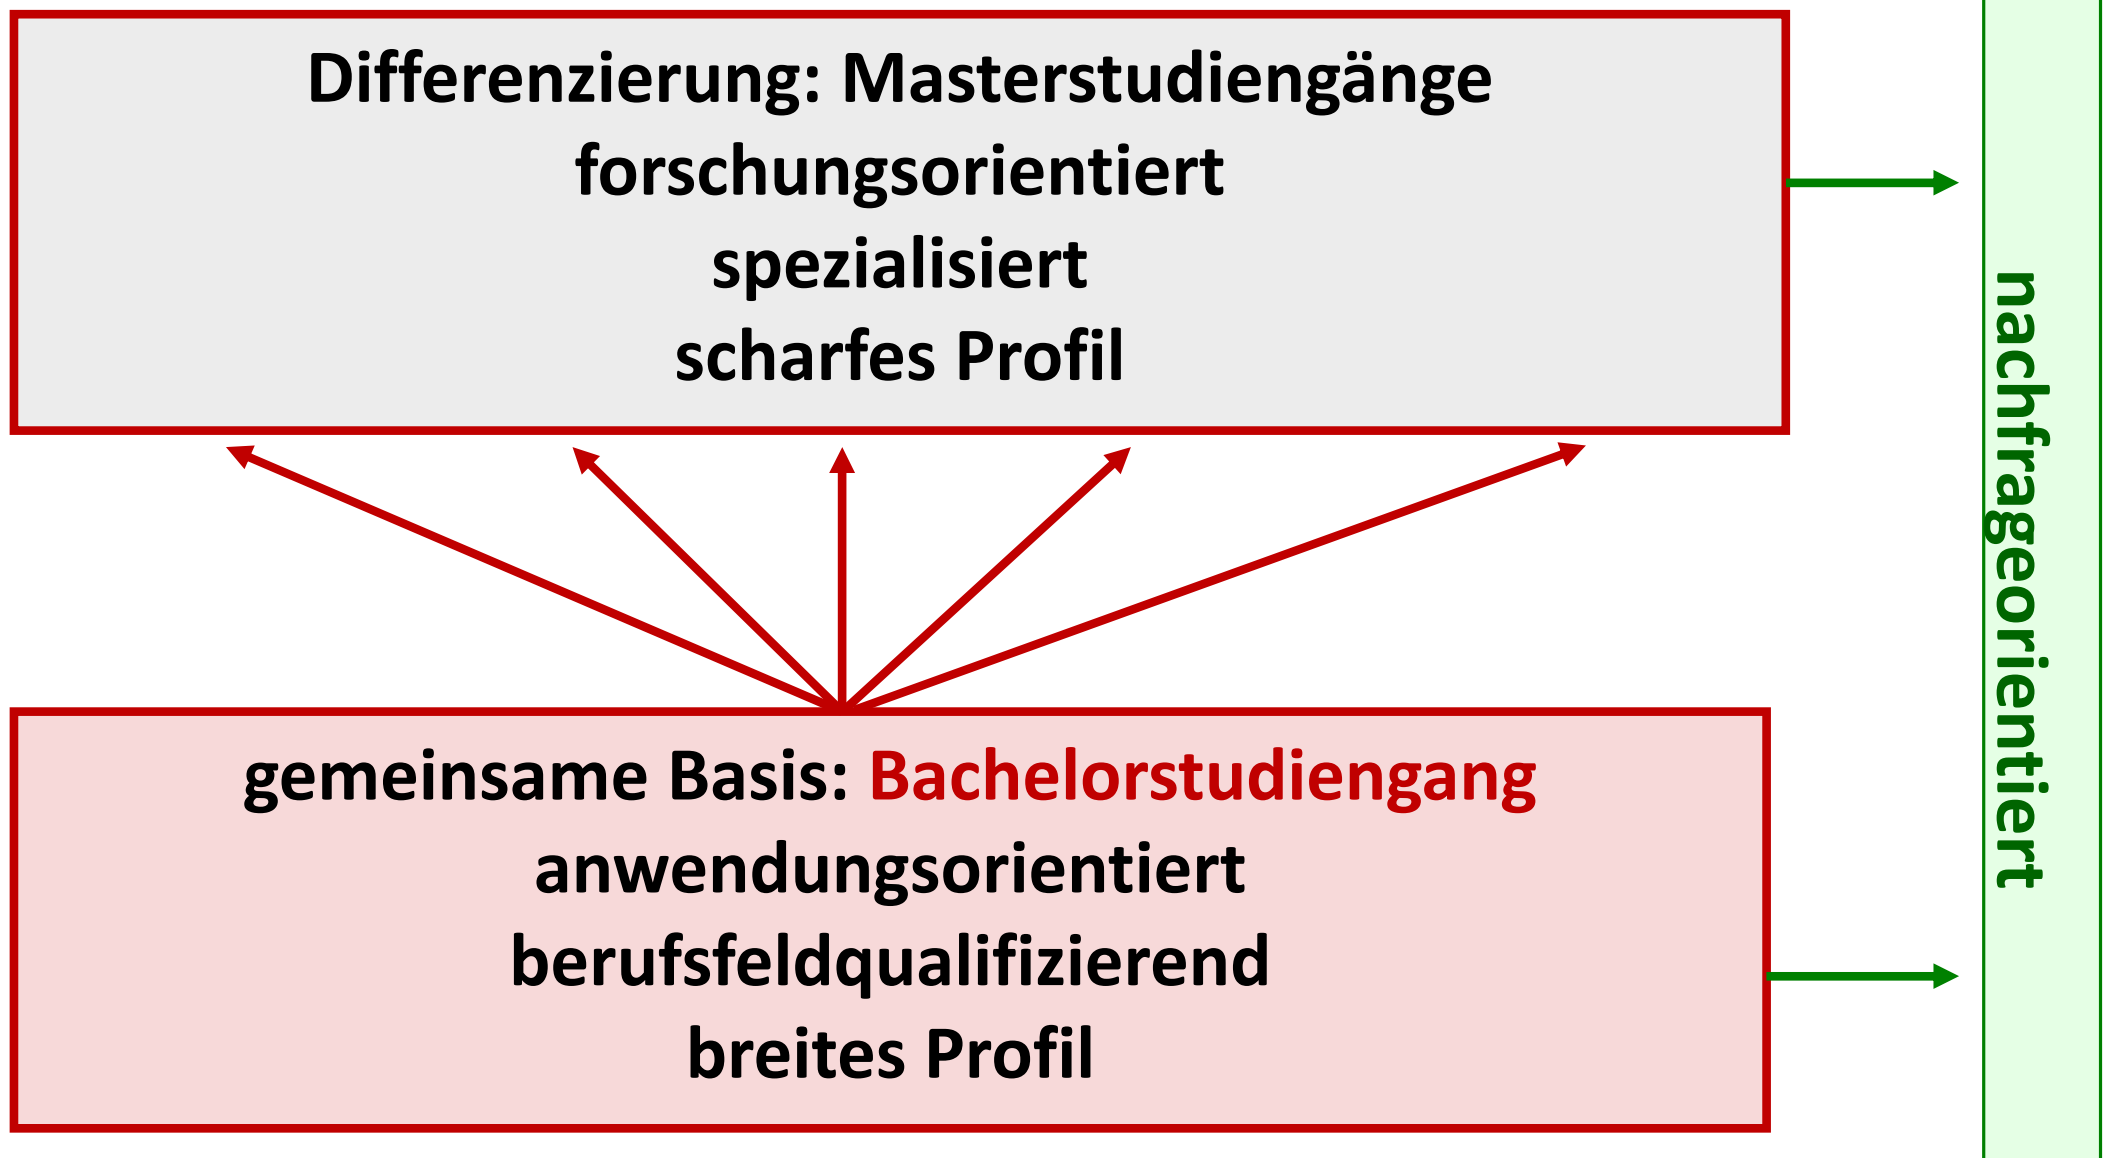 Differenzierung: Masterstudiengänge
forschungsorientiert
spezialisiert
scharfes Profil
gemeinsame Basis: Bachelorstudiengang
anwendungsorientiert
berufsfeldqualifizierend
breites Profil
nachfrageorientiert